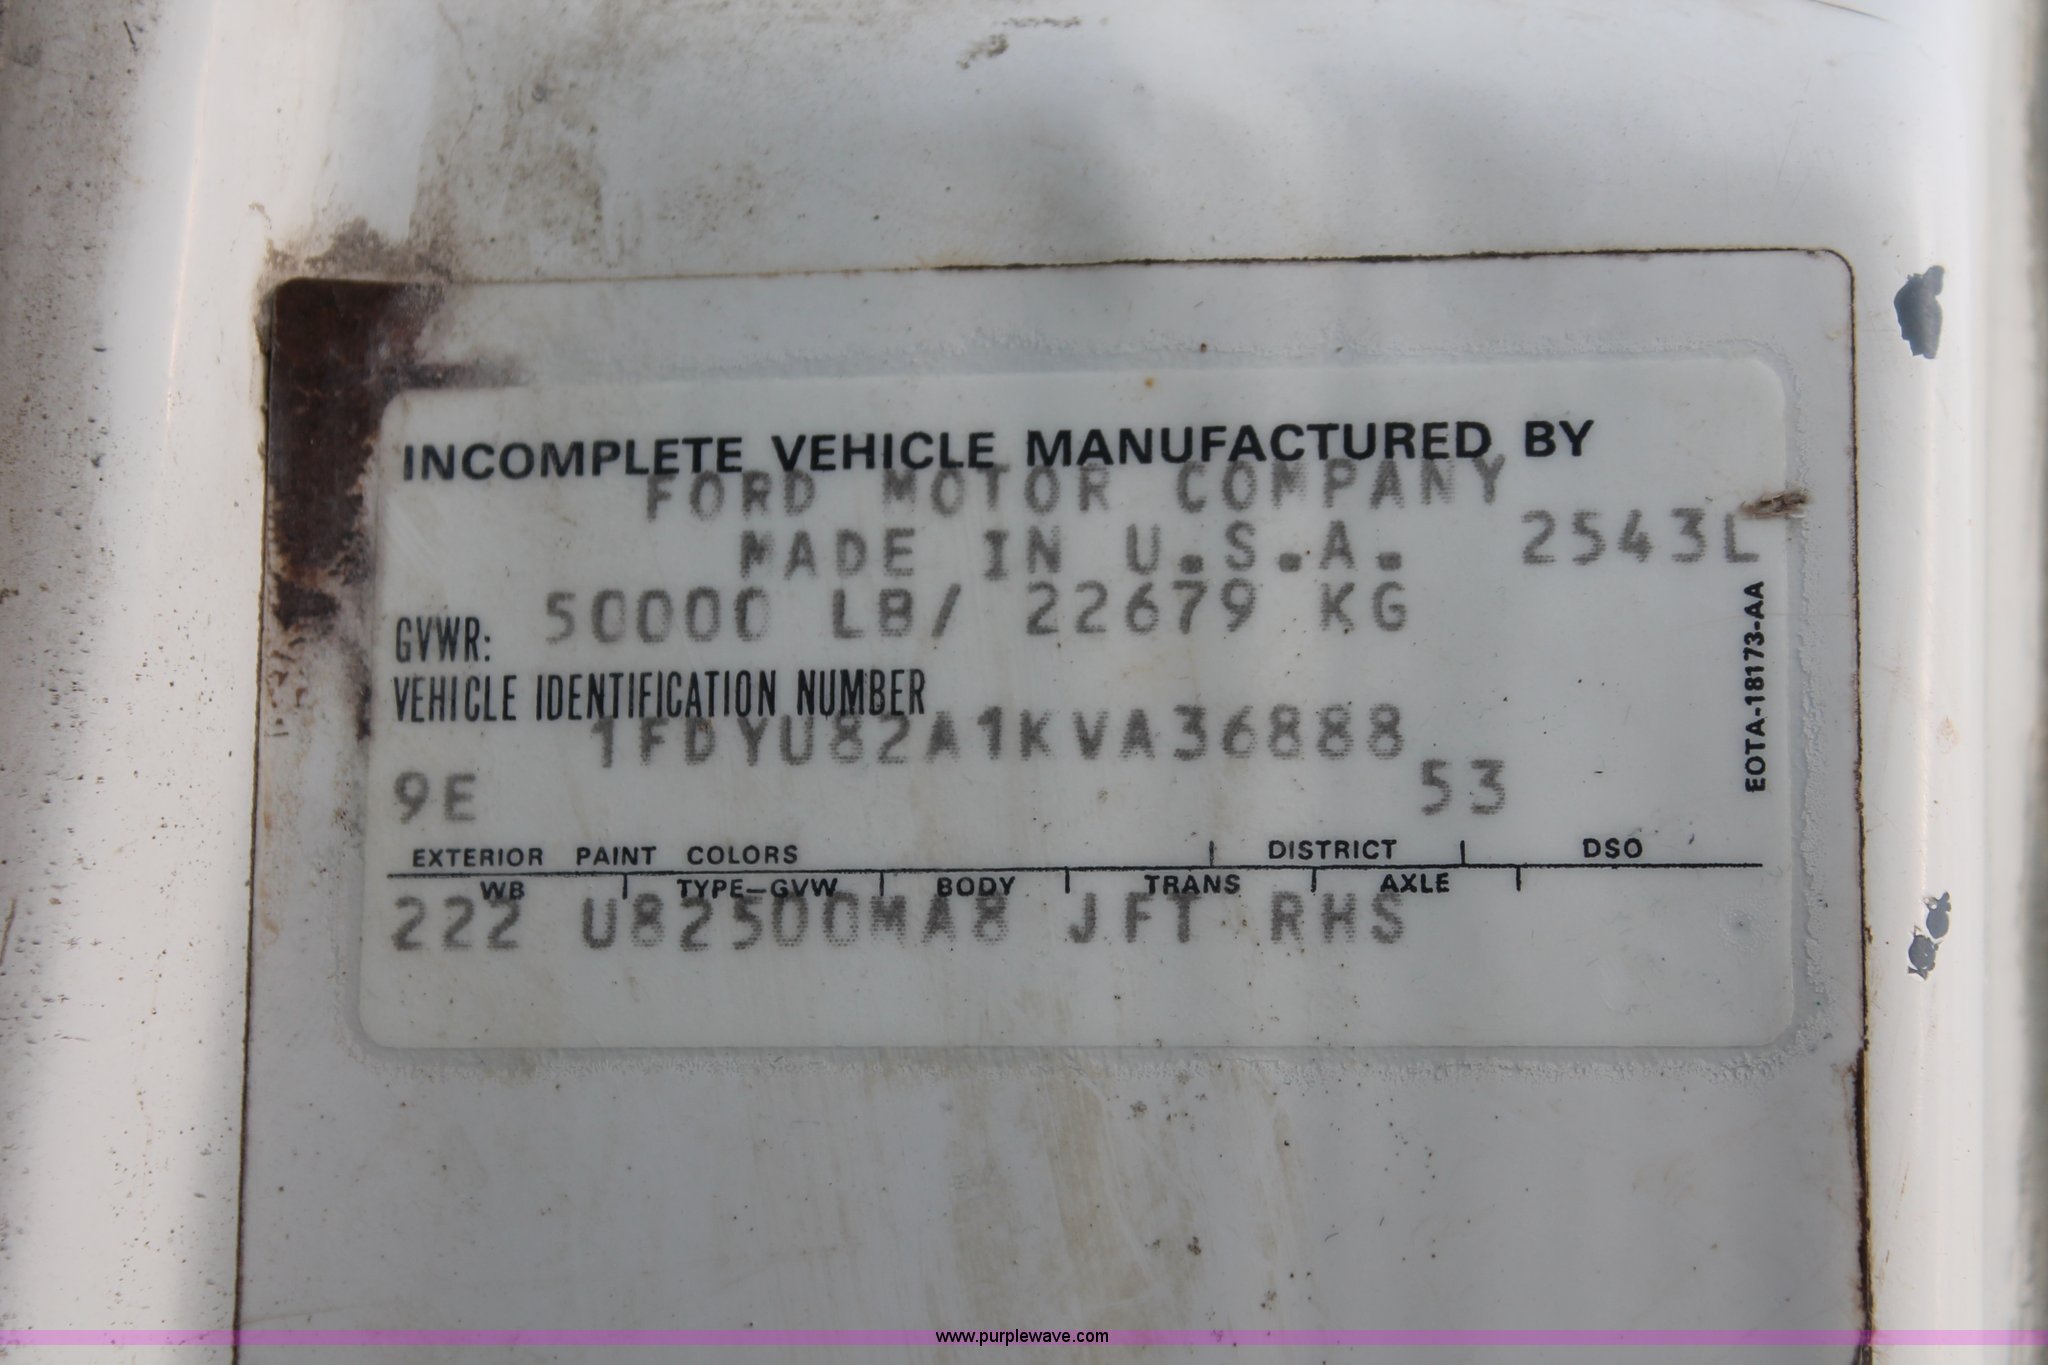 INCOMPLETE VEHICLE MANUFACTURED BY
FORD MOTOR COMPANY
MADE IN U.S.A. 2543L
GVWR: 50000 LB/ 22679 KG
VEHICLE IDENTIFICATION NUMBER
1FDYU82A1KVA36888
9E 53
EXTERIOR PAINT COLORS DISTRICT DSO
WB TYPE-GVW BODY TRANS AXLE
222 U82500MA8 JFT RHS
EOTA-18173-AA
www.purplewave.com